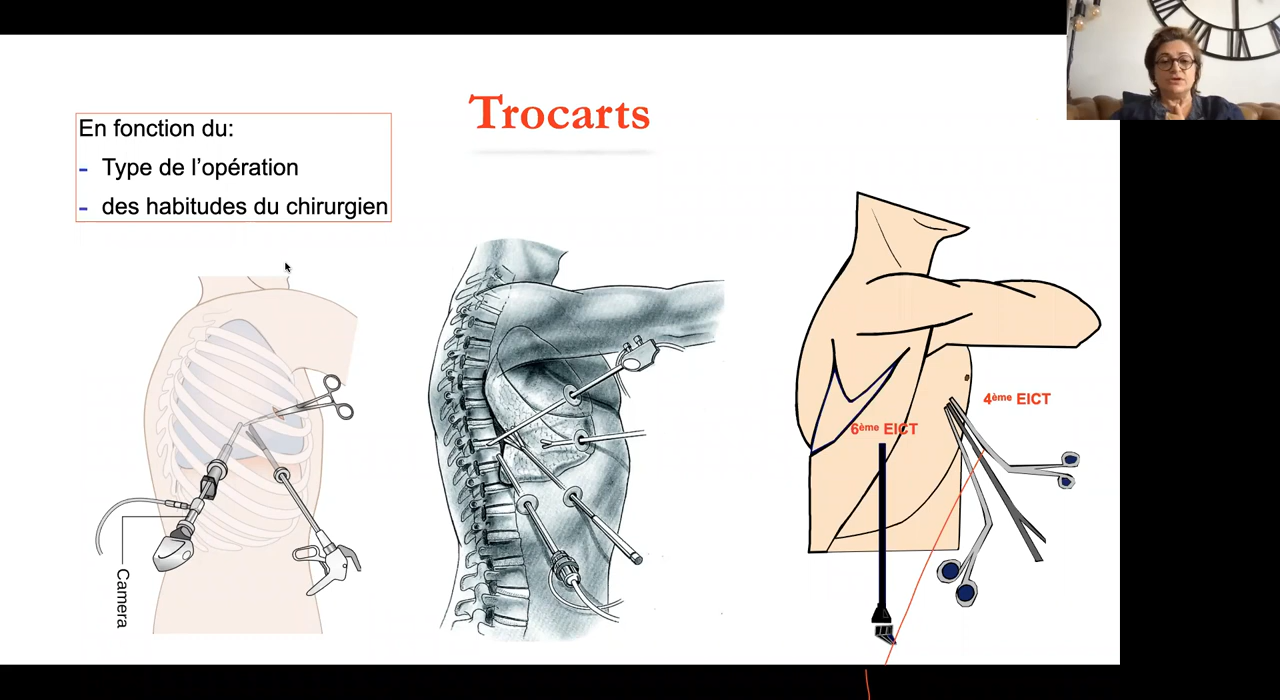 Trocarts
En fonction du:
- Type de l'opération
- des habitudes du chirurgien
4ème EICT
6ème EICT
Camera